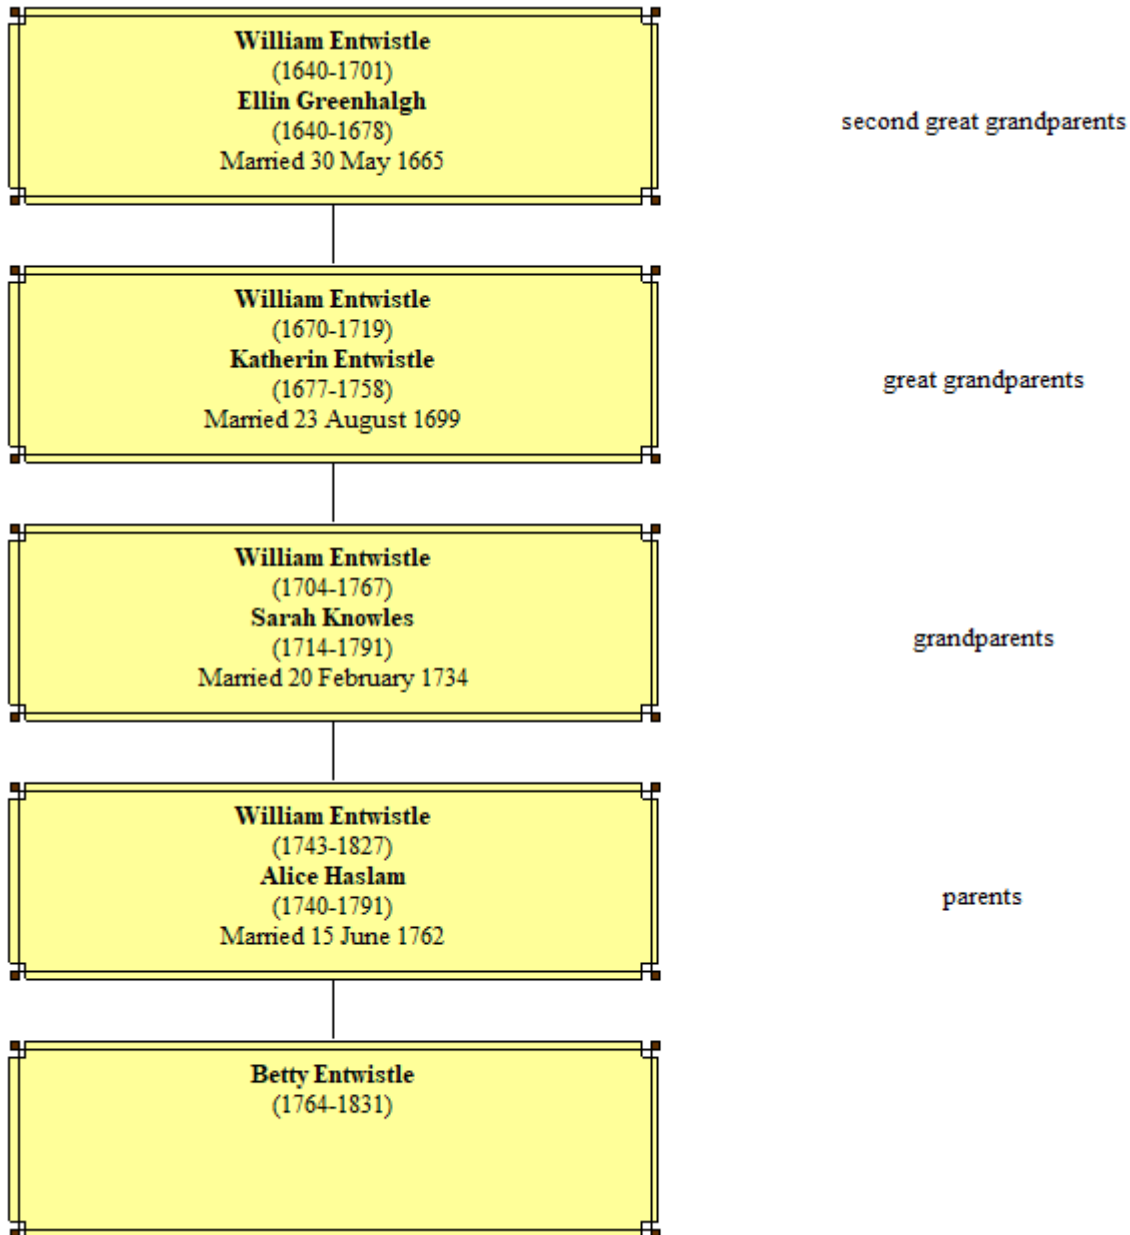 William Entwistle
(1640-1701)
Ellin Greenhalgh
(1640-1678)
Married 30 May 1665
second great grandparents
William Entwistle
(1670-1719)
Katherin Entwistle
(1677-1758)
Married 23 August 1699
great grandparents
William Entwistle
(1704-1767)
Sarah Knowles
(1714-1791)
Married 20 February 1734
grandparents
William Entwistle
(1743-1827)
Alice Haslam
(1740-1791)
Married 15 June 1762
parents
Betty Entwistle
(1764-1831)